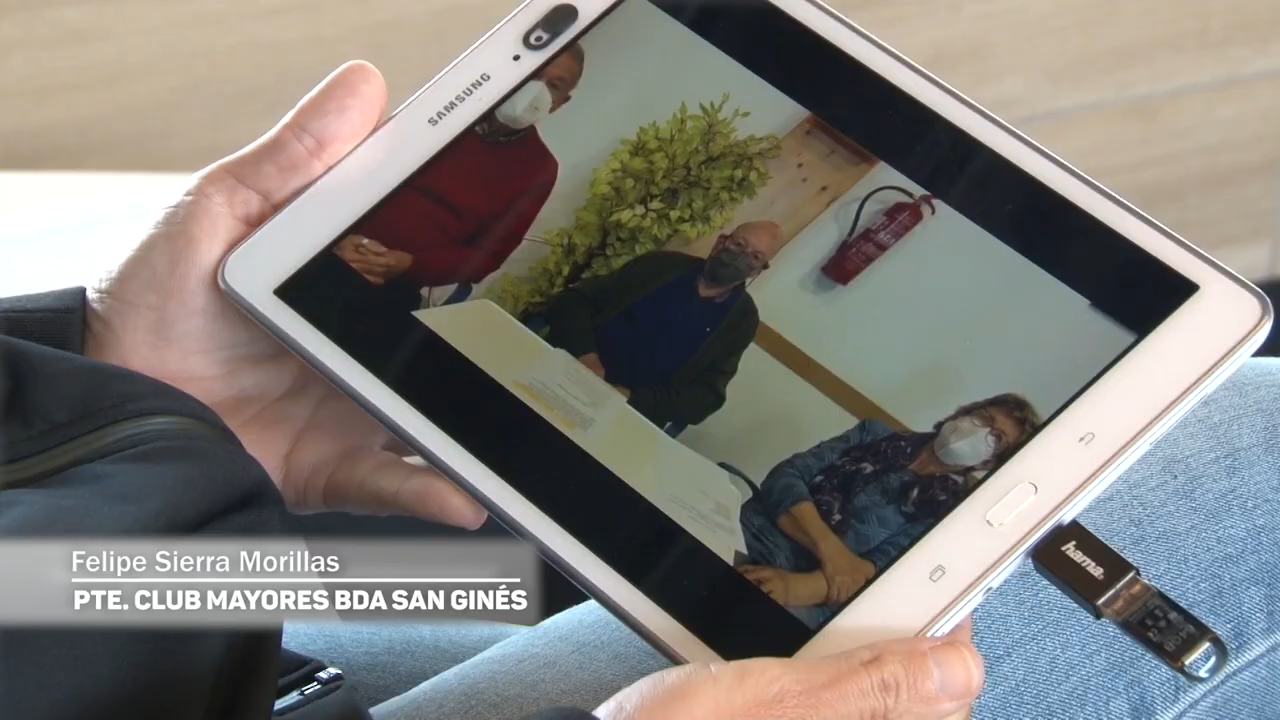 SAMSUNG
hama.
Felipe Sierra Morillas
PTE. CLUB MAYORES BDA SAN GINÉS